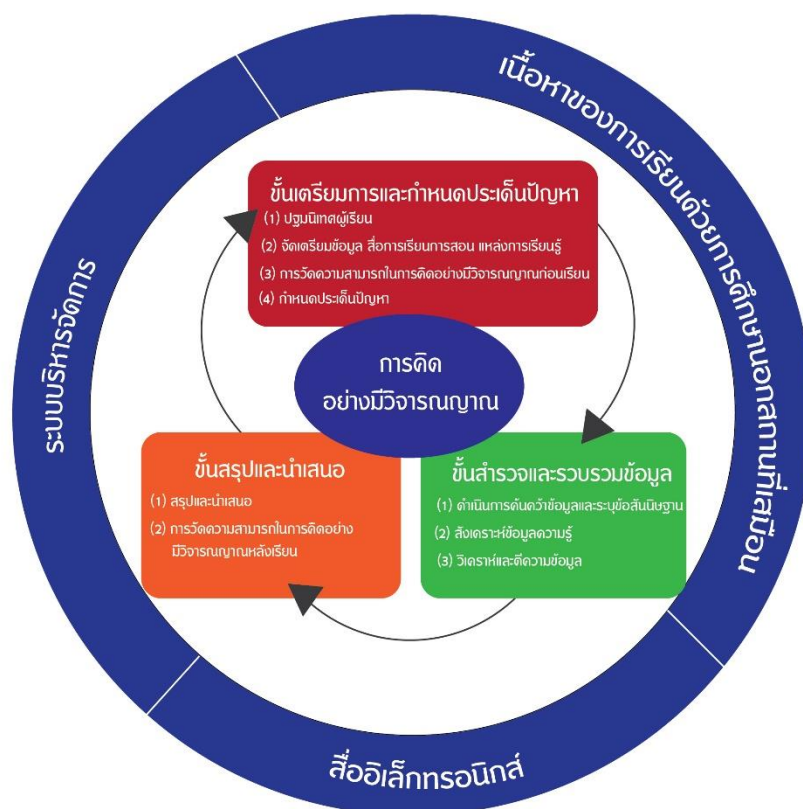 เนื้อหาของการเรียนด้วยการศึกษานอกสถานที่เสมือน
ระบบบริหารจัดการ
สื่ออิเล็กทรอนิกส์
ขั้นเตรียมการและกำหนดประเด็นปัญหา
(1) ปฐมนิเทศผู้เรียน
(2) จัดเตรียมข้อมูล สื่อการเรียนการสอน แหล่งการเรียนรู้
(3) การวัดความสามารถในการคิดอย่างมีวิจารณญาณก่อนเรียน
(4) กำหนดประเด็นปัญหา
การคิด
อย่างมีวิจารณญาณ
ขั้นสำรวจและรวบรวมข้อมูล
(1) ดำเนินการค้นคว้าข้อมูลและระบุข้อสันนิษฐาน
(2) สังเคราะห์ข้อมูลความรู้
(3) วิเคราะห์และตีความข้อมูล
ขั้นสรุปและนำเสนอ
(1) สรุปและนำเสนอ
(2) การวัดความสามารถในการคิดอย่าง
มีวิจารณญาณหลังเรียน